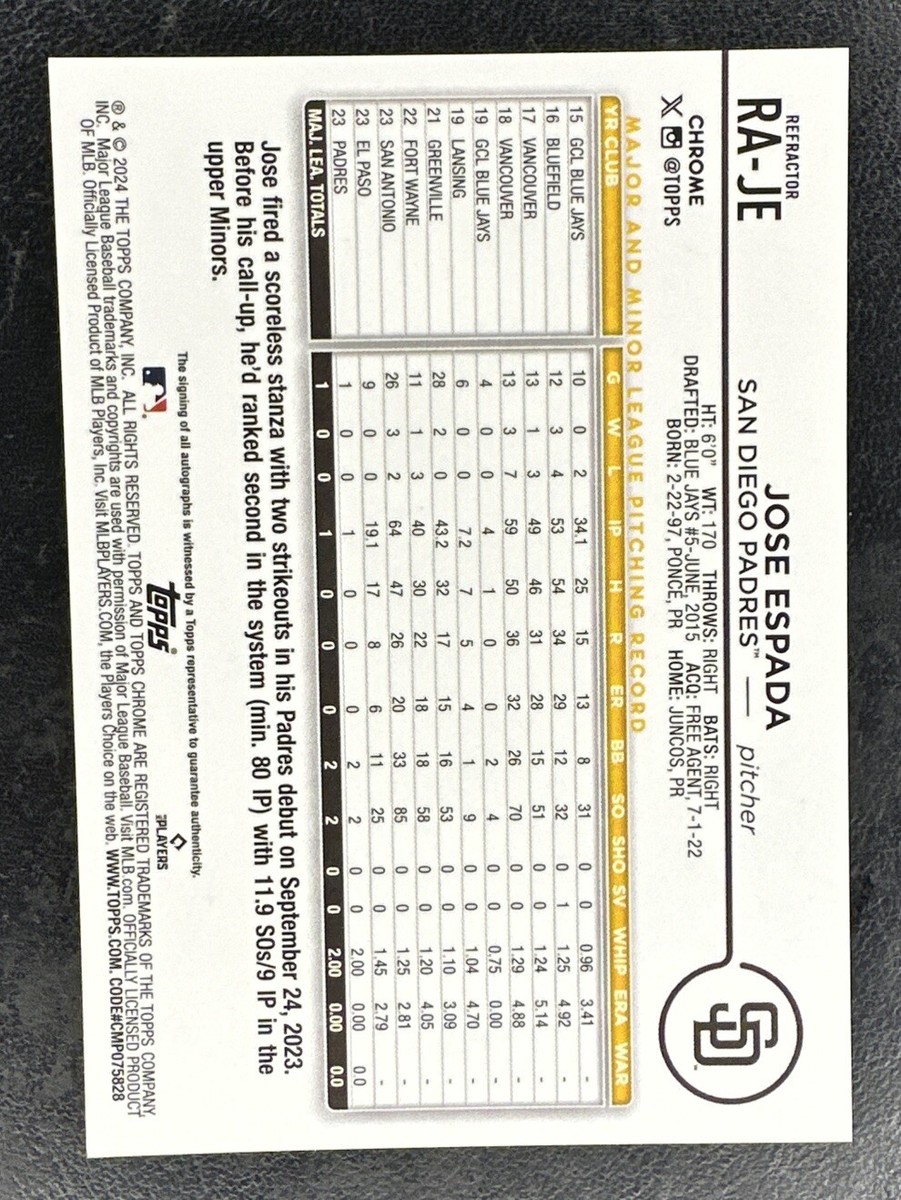 REFRACTOR
RA-JE
CHROME
X @TOPPS
JOSE ESPADA
SAN DIEGO PADRES™ — pitcher
HT: 6'0" WT: 170 THROWS: RIGHT BATS: RIGHT
DRAFTED: BLUE JAYS #5-JUNE, 2015 ACQ: FREE AGENT, 7-1-22
BORN: 2-22-97, PONCE, PR HOME: JUNCOS, PR
SD
MAJOR AND MINOR LEAGUE PITCHING RECORD
YR CLUB G W L IP H R ER BB SO SHO SV WHIP ERA WAR
15 GCL BLUE JAYS 10 0 2 34.1 25 15 13 8 31 0 0 0.96 3.41 -
16 BLUEFIELD 12 3 4 53 54 34 29 12 32 0 1 1.25 4.92 -
17 VANCOUVER 13 1 3 49 46 31 28 15 51 0 0 1.24 5.14 -
18 VANCOUVER 13 3 7 59 50 36 32 26 70 0 0 1.29 4.88 -
19 GCL BLUE JAYS 4 0 0 4 1 0 0 2 4 0 0 0.75 0.00 -
19 LANSING 6 0 0 7.2 7 5 4 1 9 0 0 1.04 4.70 -
21 GREENVILLE 28 2 0 43.2 32 17 15 16 53 0 0 1.10 3.09 -
22 FORT WAYNE 11 1 3 40 30 22 18 18 58 0 0 1.20 4.05 -
23 SAN ANTONIO 26 3 2 64 47 26 20 33 85 0 0 1.25 2.81 -
23 EL PASO 9 0 0 19.1 17 8 6 11 25 0 0 1.45 2.79 -
23 PADRES 1 0 0 1 0 0 0 2 2 0 0 2.00 0.00 0.0
MAJ. LEA. TOTALS 1 0 0 1 0 0 0 2 2 0 0 2.00 0.00 0.0
Jose fired a scoreless stanza with two strikeouts in his Padres debut on September 24, 2023.
Before his call-up, he'd ranked second in the system (min. 80 IP) with 11.9 SOs/9 IP in the
upper Minors.
The signing of all autographs is witnessed by a Topps representative to guarantee authenticity.
topps
PLAYERS
® & © 2024 THE TOPPS COMPANY, INC. ALL RIGHTS RESERVED. TOPPS AND TOPPS CHROME ARE REGISTERED TRADEMARKS OF THE TOPPS COMPANY,
INC. Major League Baseball trademarks and copyrights are used with permission of Major League Baseball. Visit MLB.com. OFFICIALLY LICENSED PRODUCT
OF MLB. Officially Licensed Product of MLB Players, Inc. Visit MLBPLAYERS.COM, the Players Choice on the web. WWW.TOPPS.COM. CODE#CMP075828